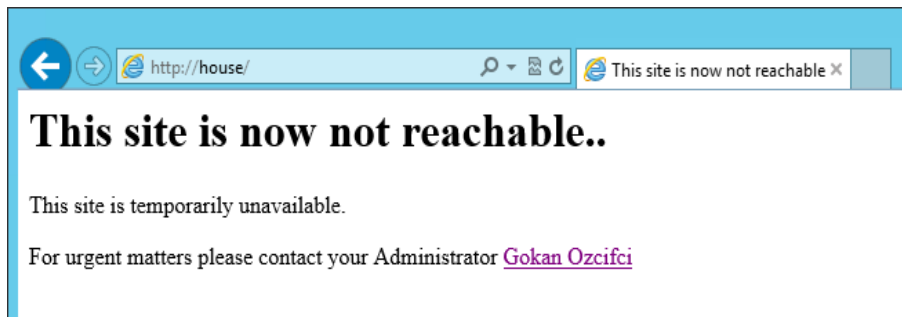 http://house/
This site is now not reachable
This site is now not reachable..
This site is temporarily unavailable.
For urgent matters please contact your Administrator Gokan Ozcifci